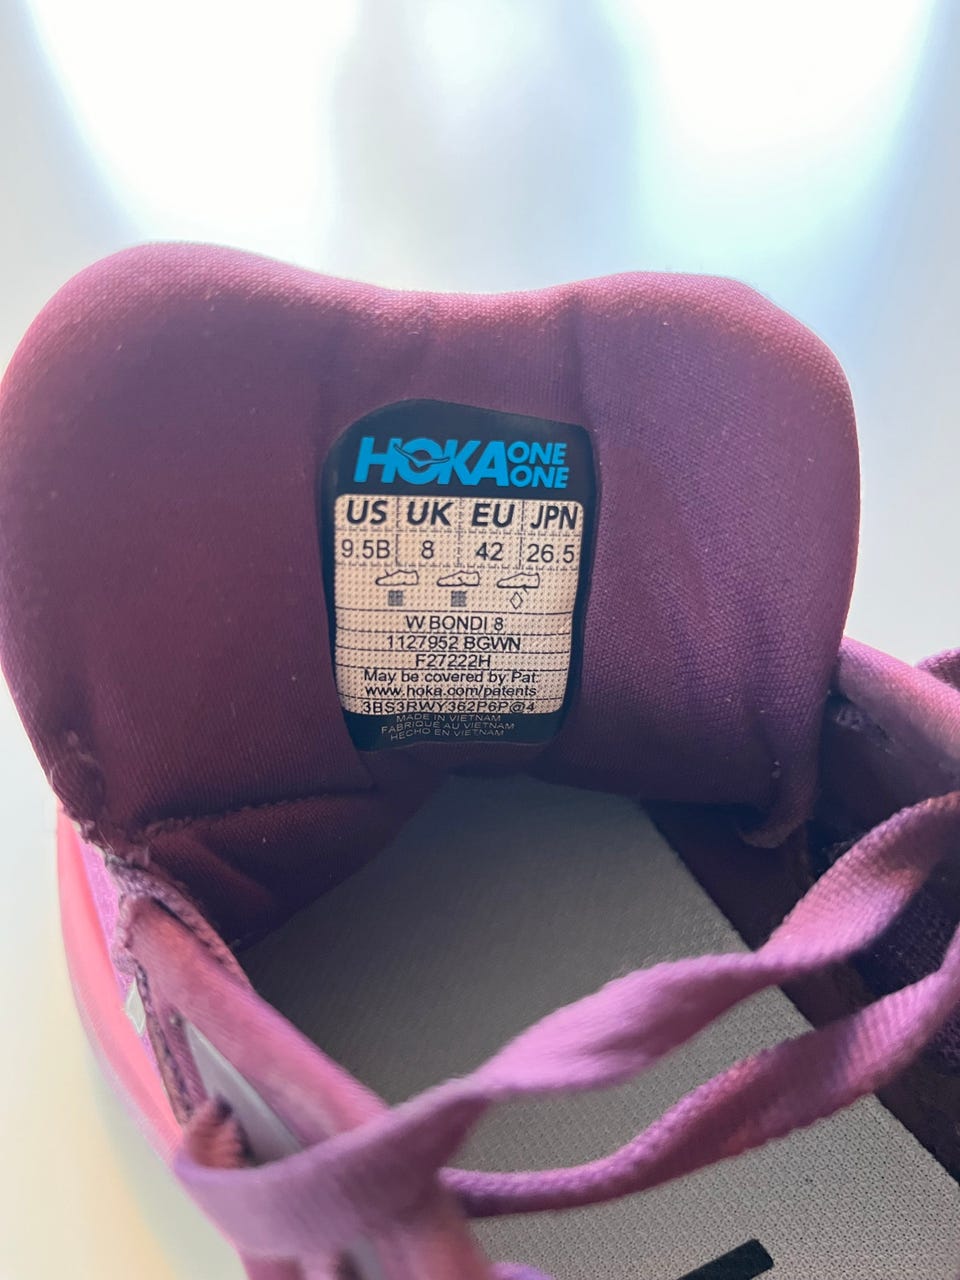 HOKA ONE ONE
US UK EU JPN
9.5B 8 42 26.5
W BONDI 8
1127952 BGWN
F27222H
May be covered by Pat.
www.hoka.com/patents
3BS3RWY362P6P@4
MADE IN VIETNAM
FABRIQUÉ AU VIETNAM
HECHO EN VIETNAM